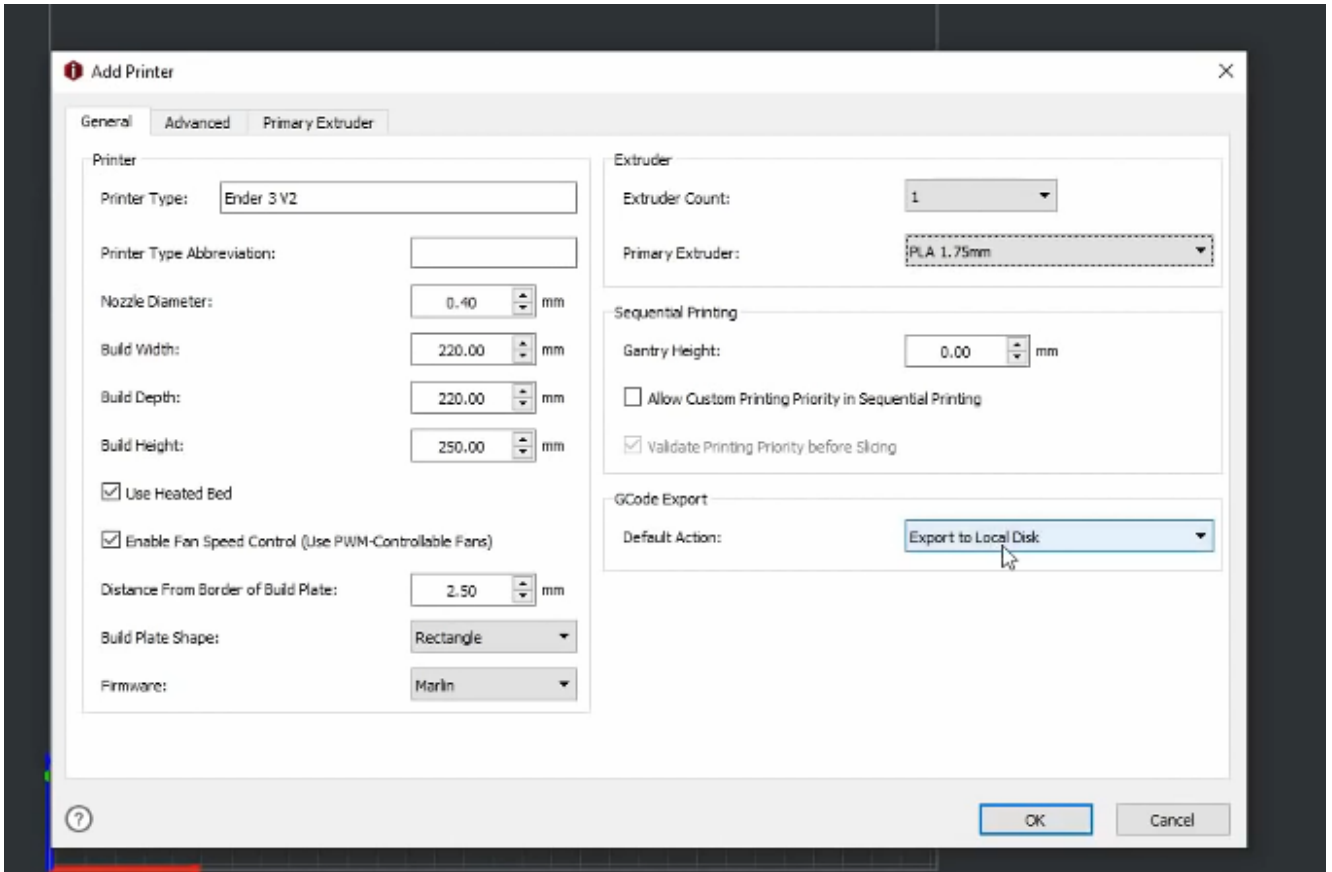 Add Printer
General Advanced Primary Extruder
Printer
Printer Type: Ender 3 V2
Printer Type Abbreviation:
Nozzle Diameter: 0.40 mm
Build Width: 220.00 mm
Build Depth: 220.00 mm
Build Height: 250.00 mm
Use Heated Bed
Enable Fan Speed Control (Use PWM-Controllable Fans)
Distance From Border of Build Plate: 2.50 mm
Build Plate Shape: Rectangle
Firmware: Marlin
Extruder
Extruder Count: 1
Primary Extruder: PLA 1.75mm
Sequential Printing
Gantry Height: 0.00 mm
Allow Custom Printing Priority in Sequential Printing
Validate Printing Priority before Slicing
GCode Export
Default Action: Export to Local Disk
?
OK Cancel